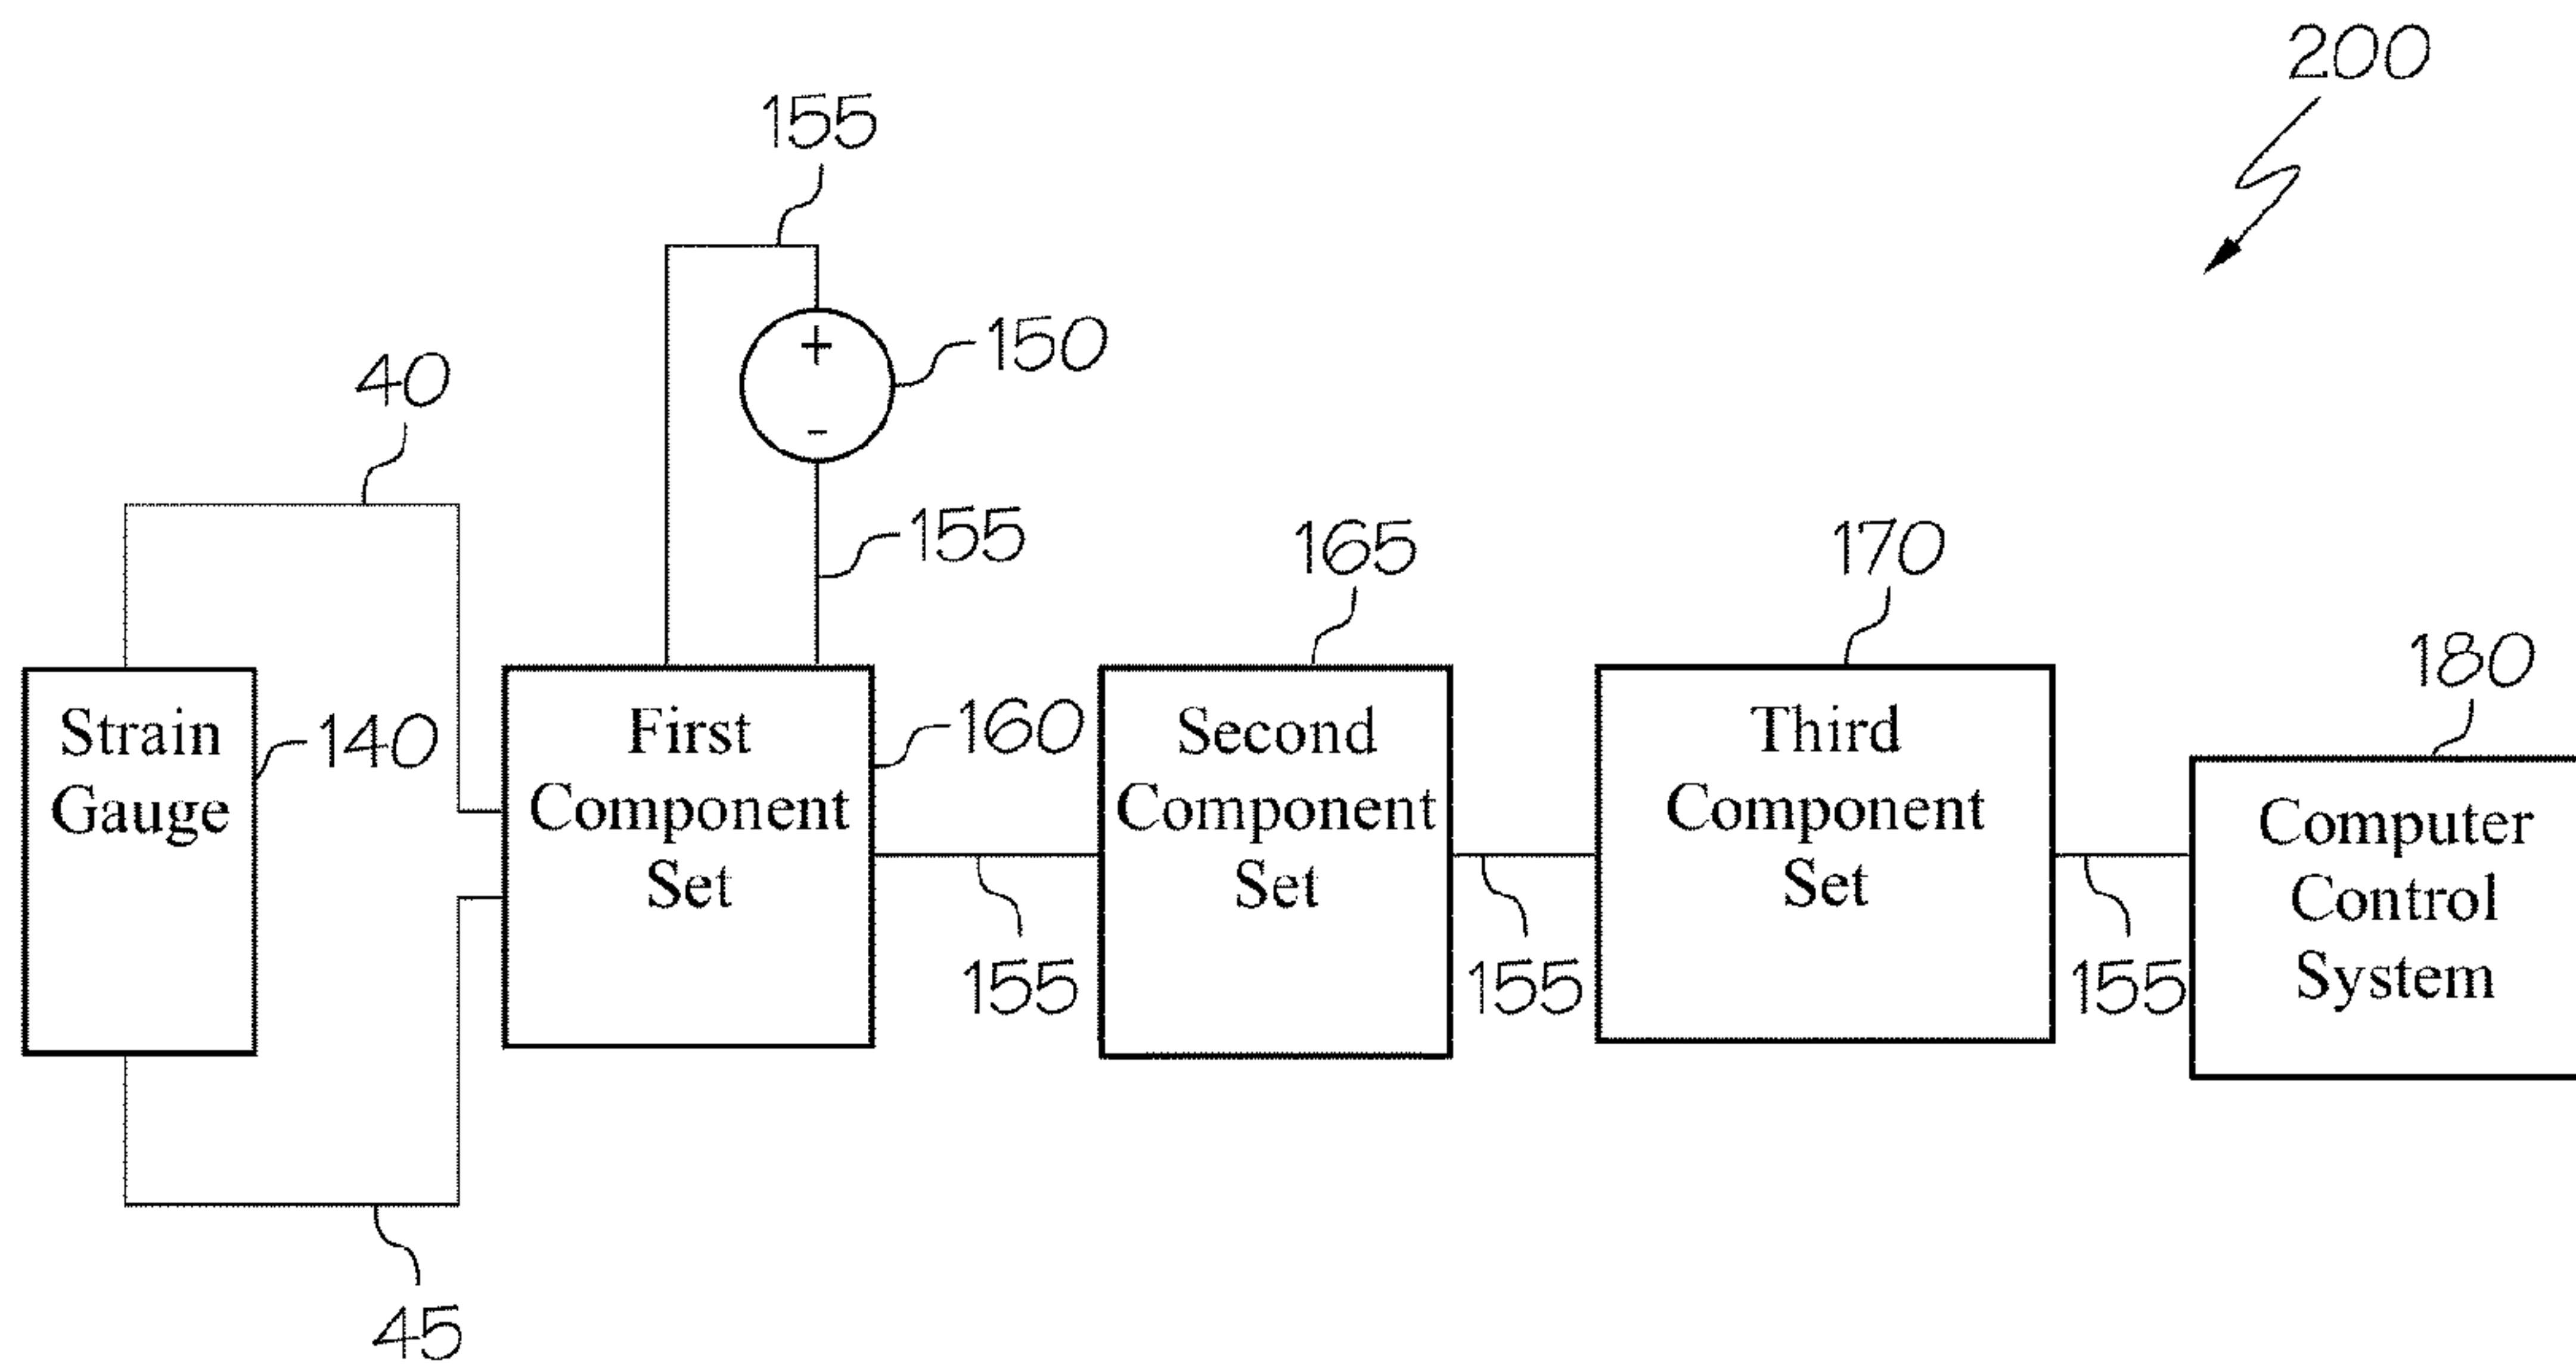 200
155
+
150
-
40
155
165
170
180
Strain
Gauge
140
First
Component
Set
160
Second
Component
Set
Third
Component
Set
Computer
Control
System
155
155
155
45